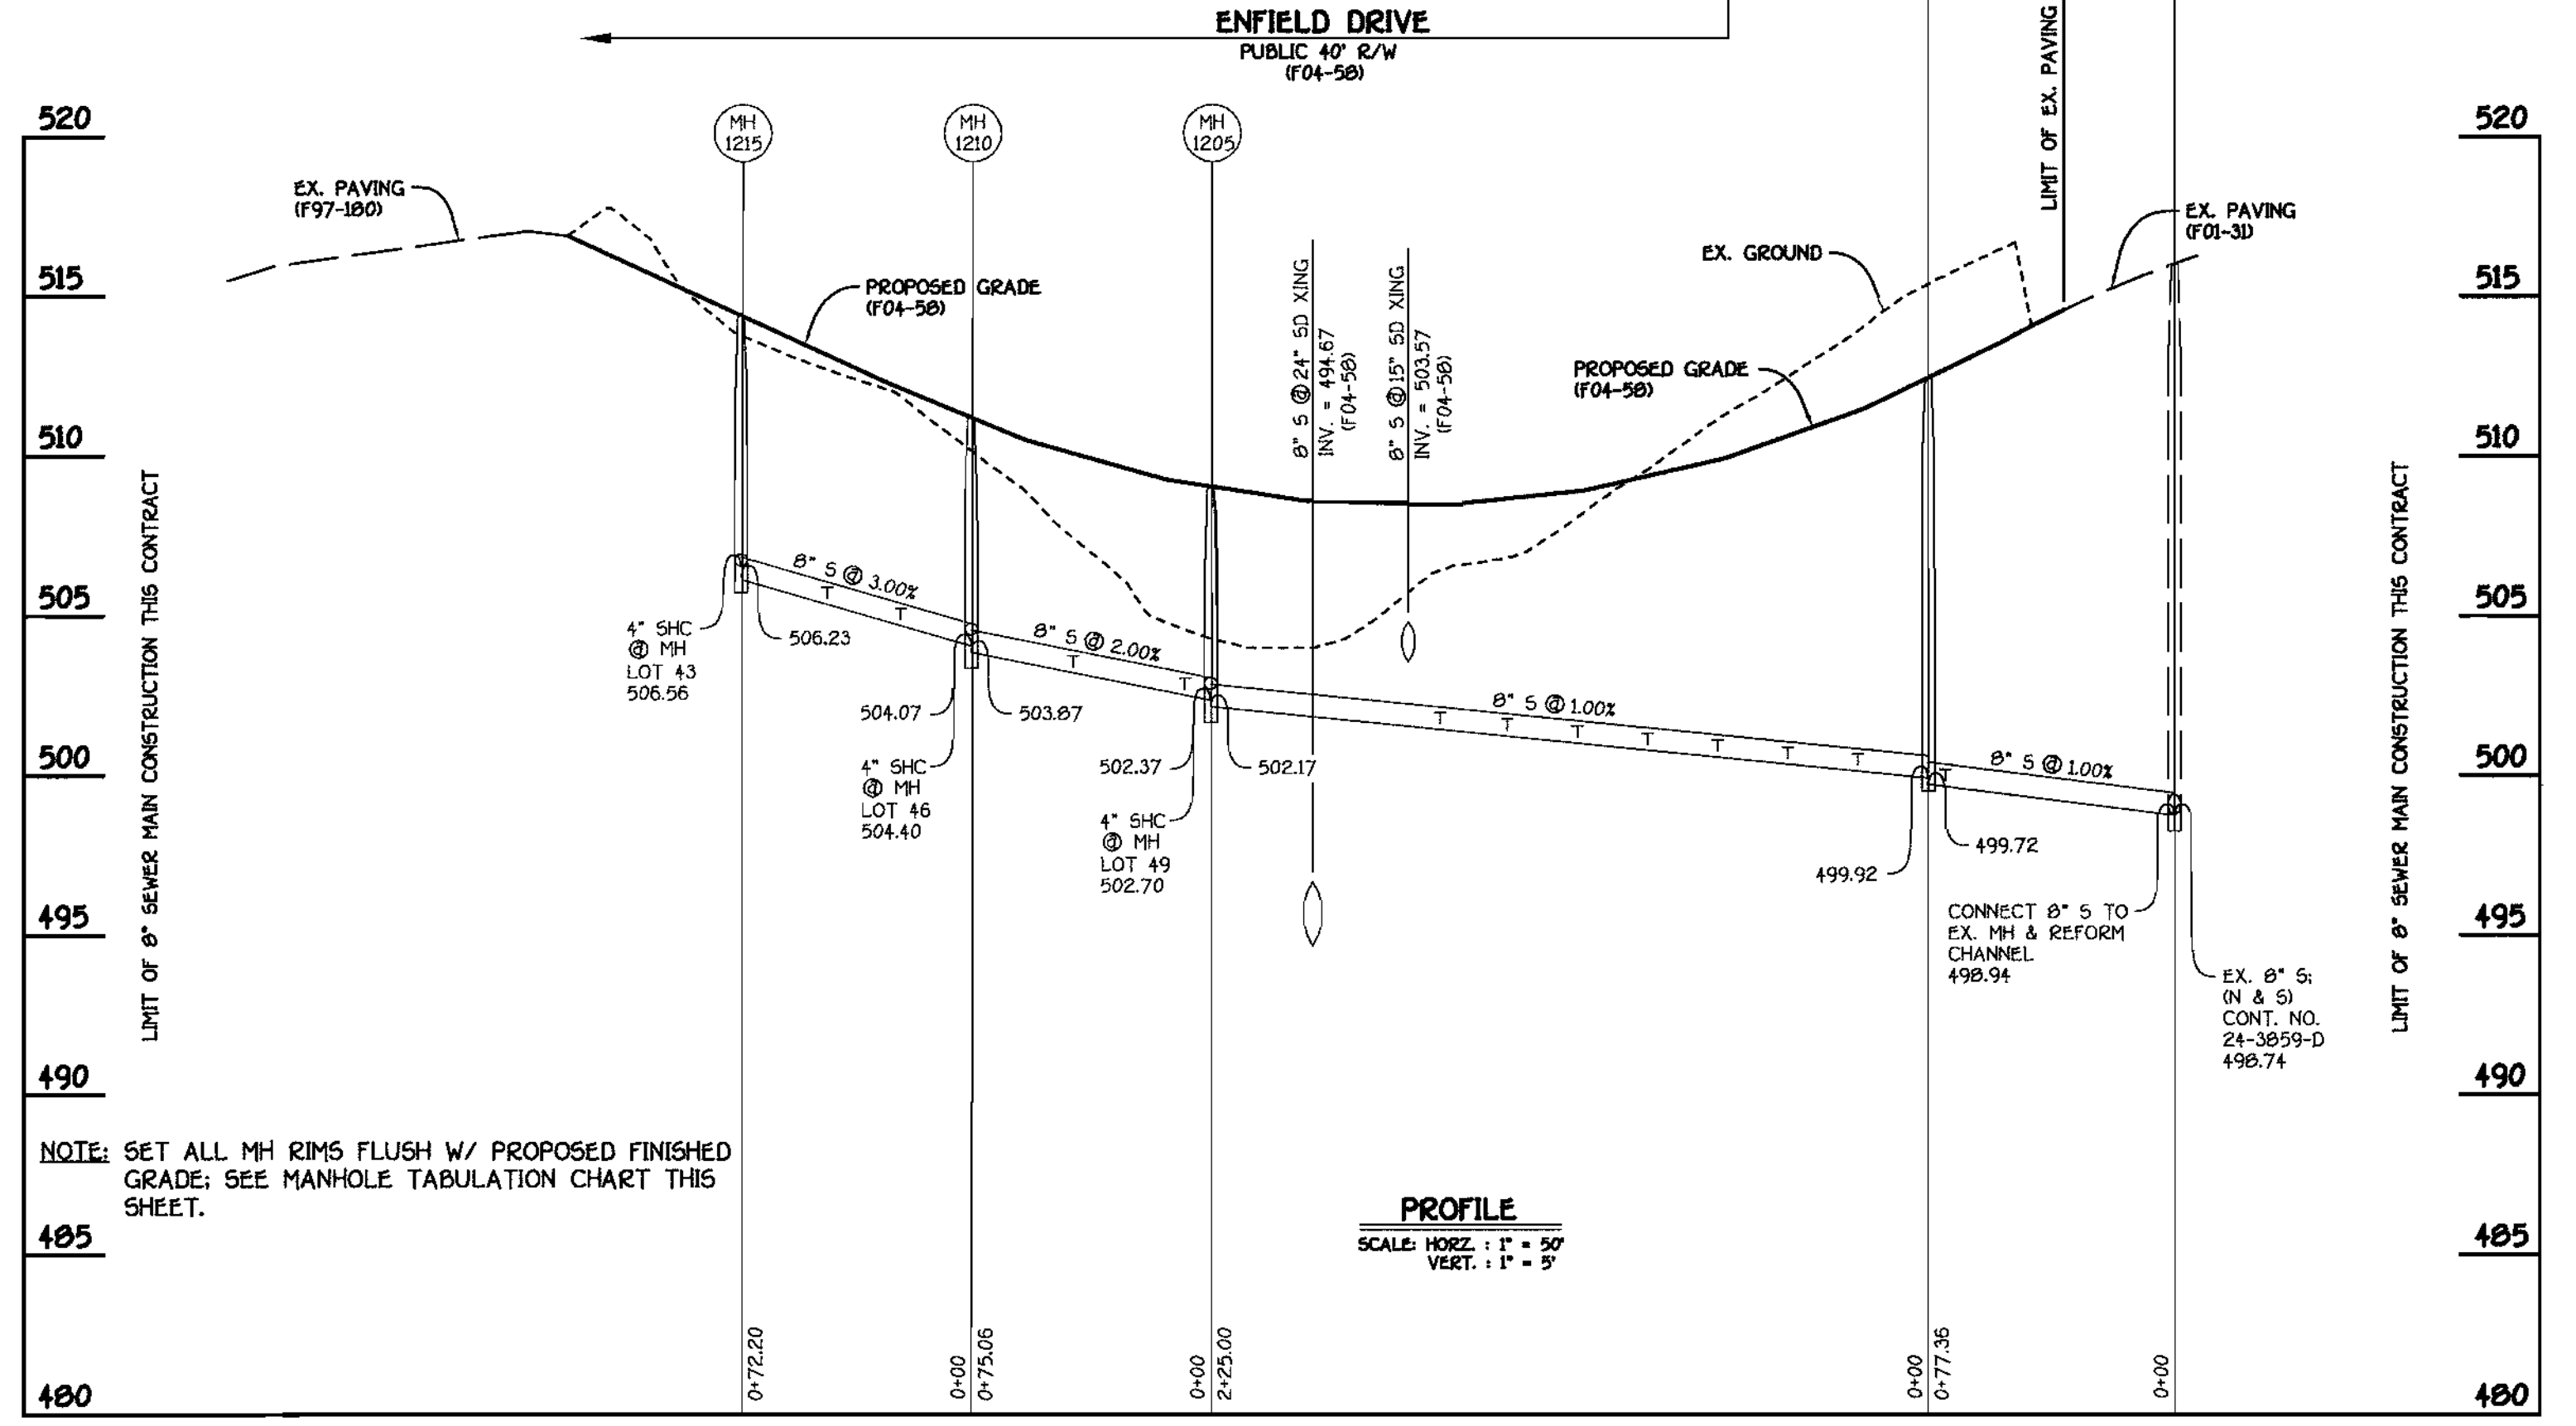 ENFIELD DRIVE
PUBLIC 40' R/W
(F04-58)
LIMIT OF EX. PAVING
520
520
MH
1215
MH
1210
MH
1205
EX. PAVING
(F97-180)
EX. PAVING
(F01-31)
EX. GROUND
515
515
PROPOSED GRADE
(F04-58)
8" S @ 24" SD XING
INV. = 494.67
(F04-58)
8" S @ 15" SD XING
INV. = 503.57
(F04-58)
PROPOSED GRADE
(F04-58)
510
510
LIMIT OF 8" SEWER MAIN CONSTRUCTION THIS CONTRACT
LIMIT OF 8" SEWER MAIN CONSTRUCTION THIS CONTRACT
8" S @ 3.00%
T
T
505
505
4" SHC
@ MH
LOT 43
506.56
506.23
8" S @ 2.00%
T
T
504.07
503.87
8" S @ 1.00%
T
T
T
T
T
T
T
500
500
4" SHC
@ MH
LOT 46
504.40
502.37
502.17
8" S @ 1.00%
T
4" SHC
@ MH
LOT 49
502.70
499.92
499.72
495
495
CONNECT 8" S TO
EX. MH & REFORM
CHANNEL
498.94
EX. 8" S;
(N & S)
CONT. NO.
24-3859-D
498.74
490
490
NOTE: SET ALL MH RIMS FLUSH W/ PROPOSED FINISHED
GRADE; SEE MANHOLE TABULATION CHART THIS
SHEET.
PROFILE
SCALE: HORZ. : 1" = 50'
VERT. : 1" = 5'
485
485
0+72.20
0+00
0+75.06
0+00
2+25.00
0+00
0+77.36
0+00
480
480